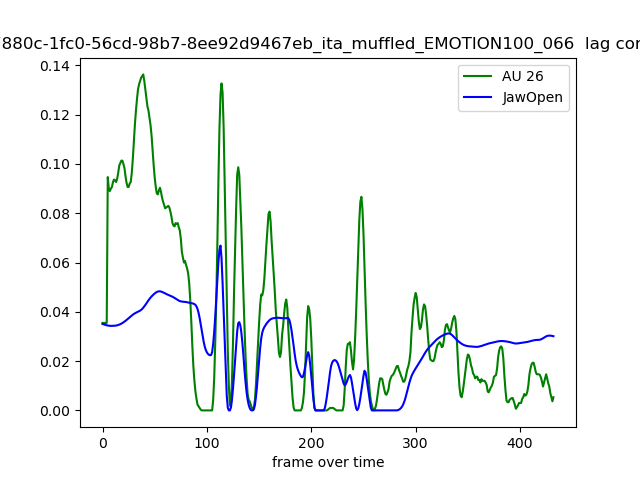 7880c-1fc0-56cd-98b7-8ee92d9467eb_ita_muffled_EMOTION100_066 lag cor
AU 26
JawOpen
0.14
0.12
0.10
0.08
0.06
0.04
0.02
0.00
0 100 200 300 400
frame over time